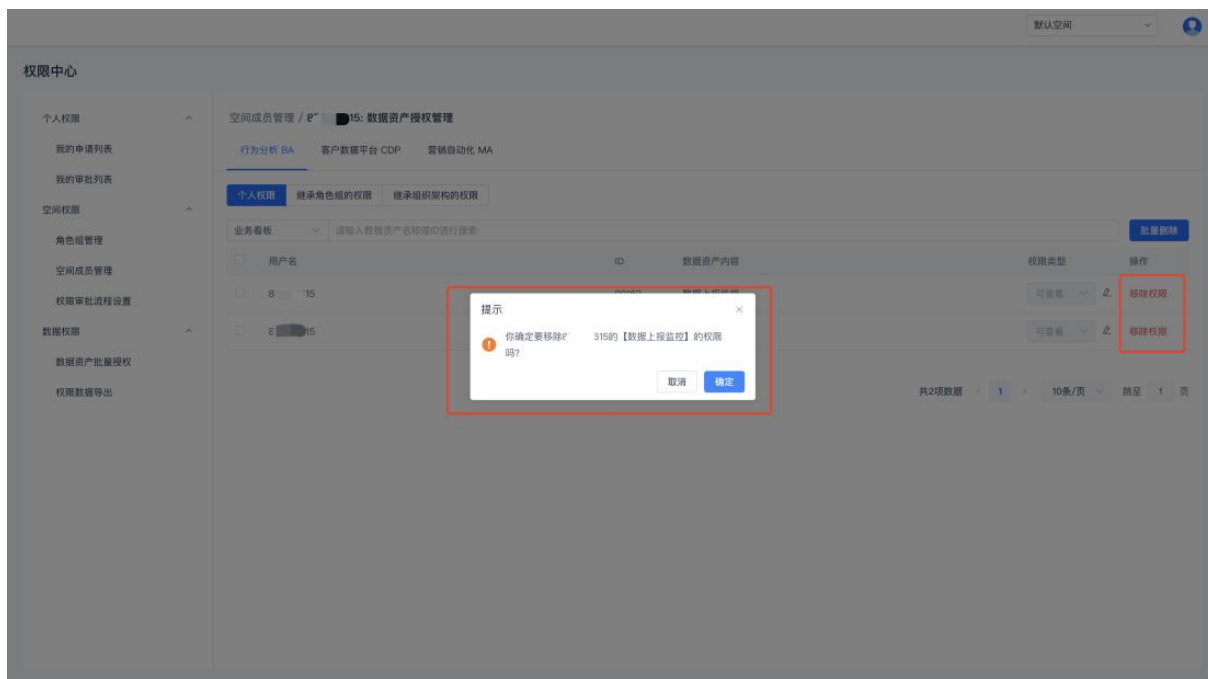 默认空间
权限中心
个人权限
我的申请列表
我的审批列表
空间权限
角色组管理
空间成员管理
权限审批流程设置
数据权限
数据资产批量授权
权限数据导出
空间成员管理 / 15: 数据资产授权管理
行为分析 BA 客户数据平台 CDP 营销自动化 MA
个人权限 继承角色组的权限 继承组织架构的权限
业务看板 请输入数据资产名称或ID进行搜索 批量删除
用户名 ID 数据资产内容 权限类型 操作
8 15 数据上报监控 可查看 移除权限
15 可查看 移除权限
提示
你确定要移除 315的【数据上报监控】的权限
吗?
取消 确定
共2项数据 1 10条/页 跳至 1 页